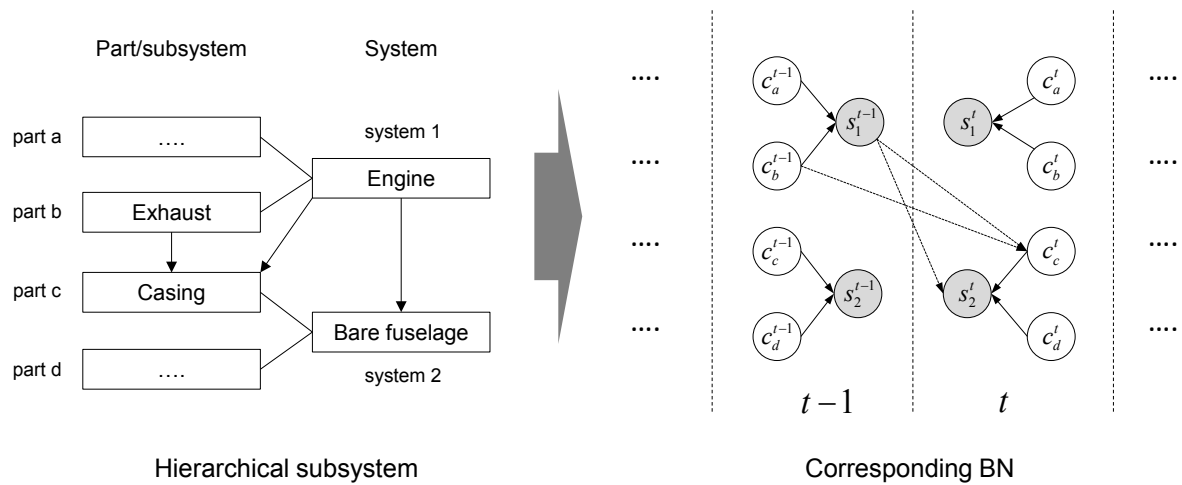 Part/subsystem
System
part a
....
system 1
Engine
part b
Exhaust
part c
Casing
Bare fuselage
part d
....
system 2
Hierarchical subsystem
....
....
....
....
c_a^{t-1}
s_1^{t-1}
c_b^{t-1}
c_c^{t-1}
s_2^{t-1}
c_d^{t-1}
t-1
c_a^t
s_1^t
c_b^t
c_c^t
s_2^t
c_d^t
t
....
....
....
....
Corresponding BN